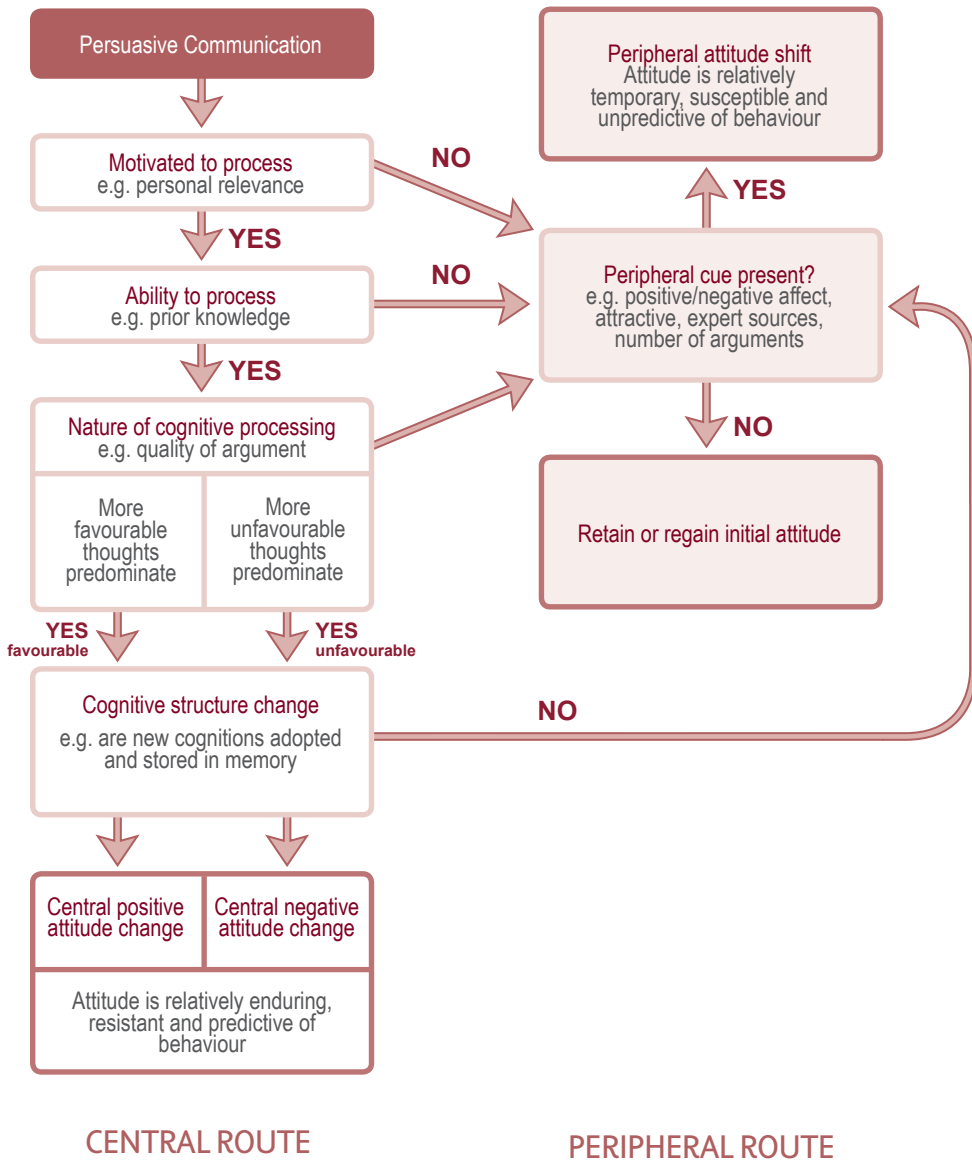 Persuasive Communication
Motivated to process
e.g. personal relevance
NO
YES
Ability to process
e.g. prior knowledge
NO
YES
Nature of cognitive processing
e.g. quality of argument
More
favourable
thoughts
predominate
More
unfavourable
thoughts
predominate
YES
favourable
YES
unfavourable
Cognitive structure change
e.g. are new cognitions adopted
and stored in memory
NO
Central positive
attitude change
Central negative
attitude change
Attitude is relatively enduring,
resistant and predictive of
behaviour
CENTRAL ROUTE
Peripheral attitude shift
Attitude is relatively
temporary, susceptible and
unpredictive of behaviour
YES
Peripheral cue present?
e.g. positive/negative affect,
attractive, expert sources,
number of arguments
NO
Retain or regain initial attitude
PERIPHERAL ROUTE